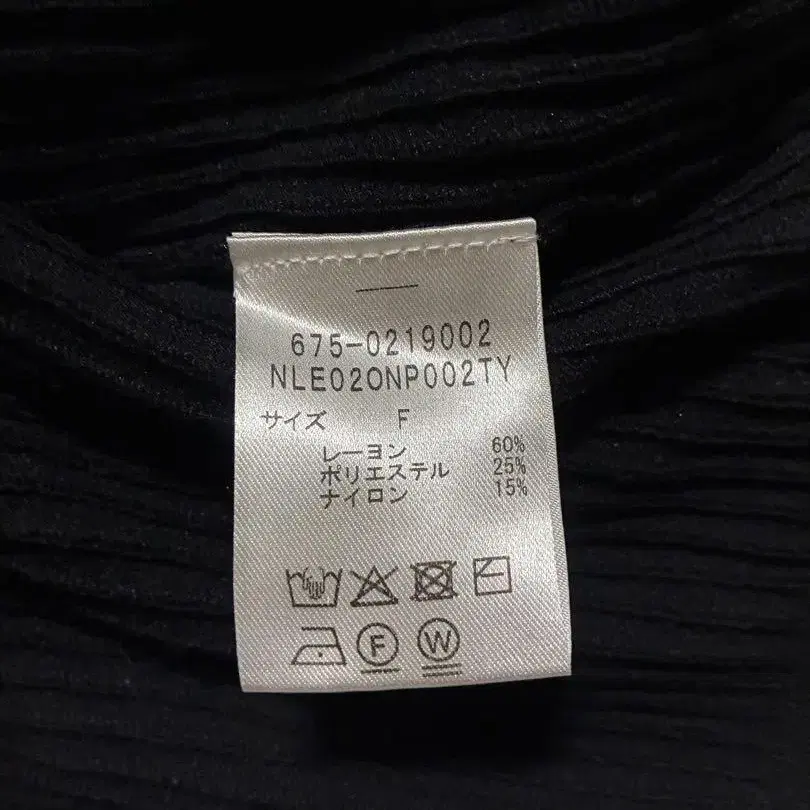 675-0219002
NLE02ONP002TY
サイズ F
レーヨン 60%
ポリエステル 25%
ナイロン 15%
F W